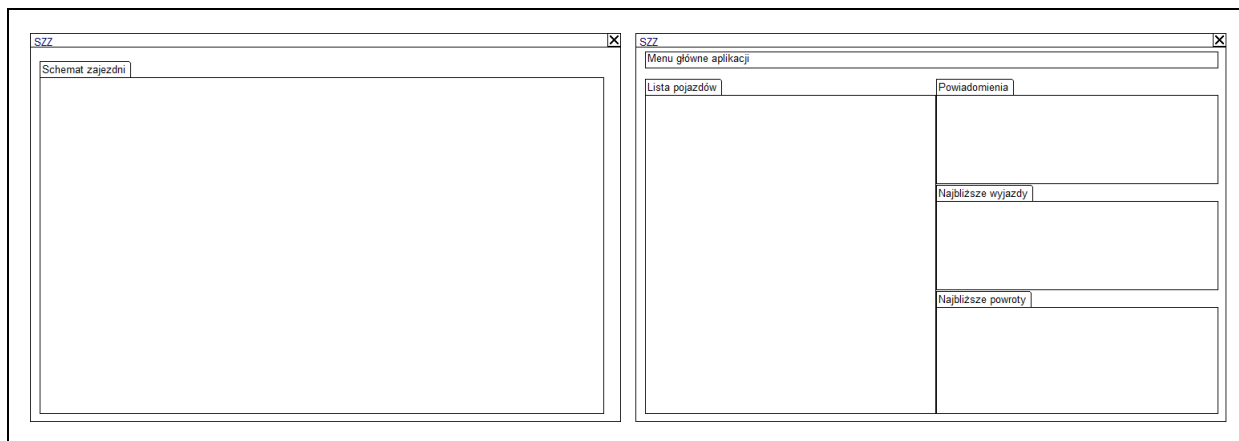 SZZ
Schemat zajezdni
SZZ
Menu główne aplikacji
Lista pojazdów
Powiadomienia
Najbliższe wyjazdy
Najbliższe powroty